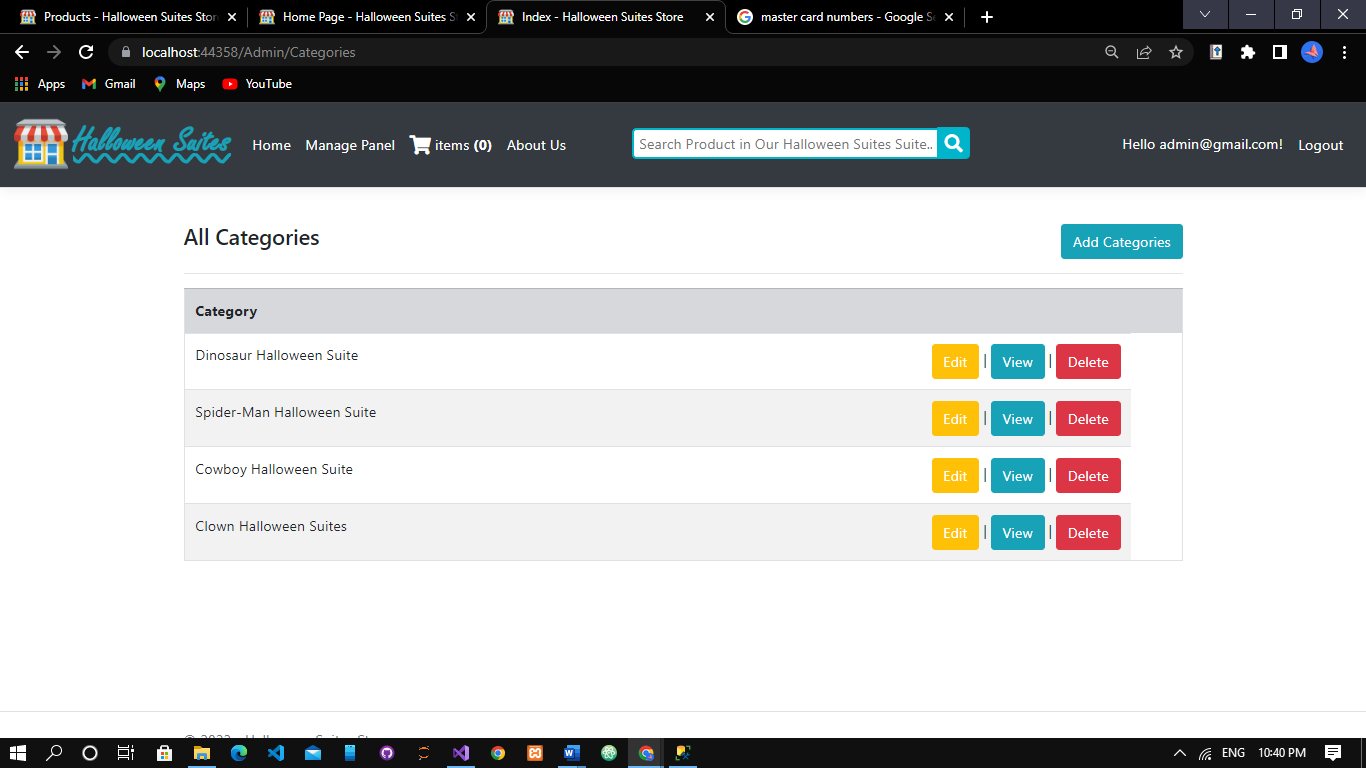 Products - Halloween Suites Stor
Home Page - Halloween Suites S
Index - Halloween Suites Store
master card numbers - Google Se
localhost:44358/Admin/Categories
Apps
Gmail
Maps
YouTube
Halloween Suites
Home
Manage Panel
items (0)
About Us
Search Product in Our Halloween Suites Suite..
Hello admin@gmail.com!
Logout
All Categories
Add Categories
Category
Dinosaur Halloween Suite
Edit | View | Delete
Spider-Man Halloween Suite
Edit | View | Delete
Cowboy Halloween Suite
Edit | View | Delete
Clown Halloween Suites
Edit | View | Delete
ENG
10:40 PM